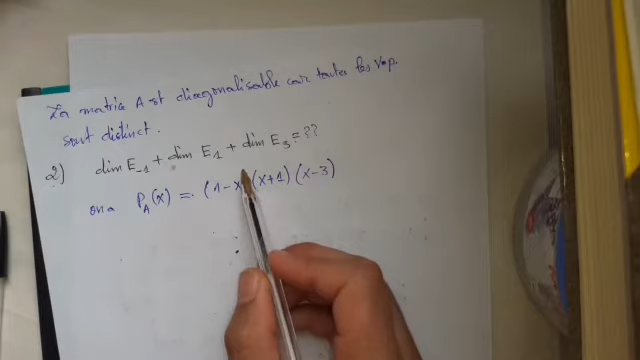 La matrice A est diagonalisable car toutes les v.p.
sont distinct.
2) dim E₋₁ + dim E₁ + dim E₃ = ??
on a P_A(x) = (1-x)(x+1)(x-3)